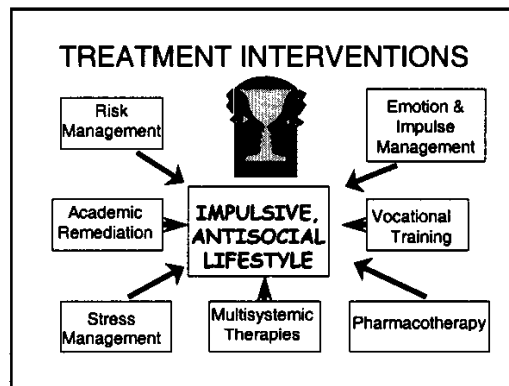 TREATMENT INTERVENTIONS
Risk
Management
Emotion &
Impulse
Management
Academic
Remediation
IMPULSIVE,
ANTISOCIAL
LIFESTYLE
Vocational
Training
Stress
Management
Multisystemic
Therapies
Pharmacotherapy